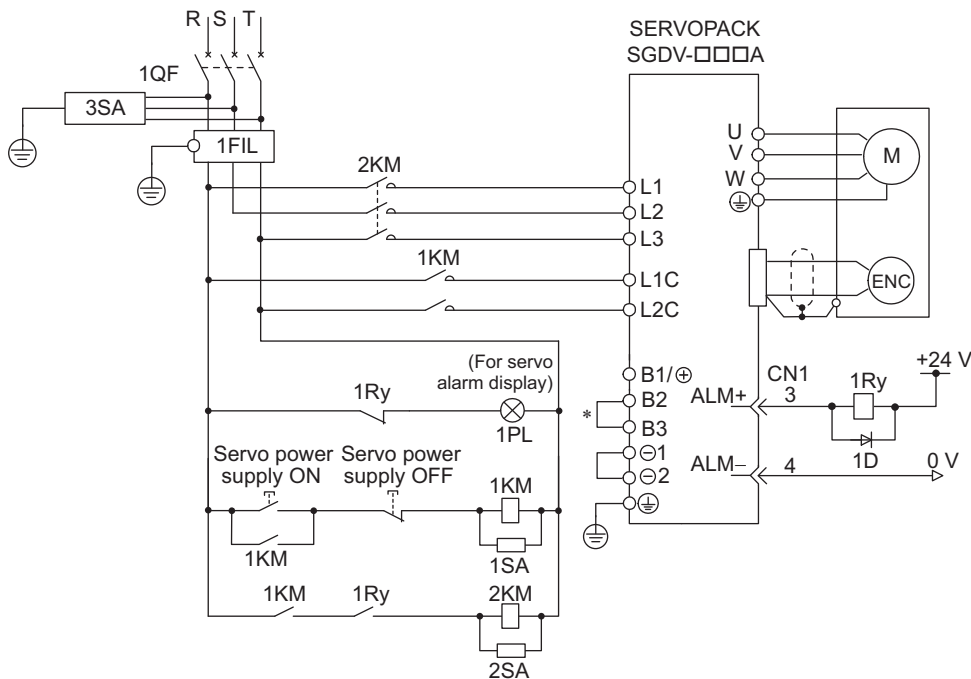 R S T
SERVOPACK
SGDV-□□□A
1QF
3SA
1FIL
2KM
U
V
W
M
L1
L2
L3
1KM
L1C
L2C
ENC
(For servo
alarm display)
1Ry
1PL
B1/⊕
B2
*
B3
⊖1
⊖2
CN1
ALM+
3
1Ry
+24 V
1D
ALM−
4
0 V
Servo power
supply ON
Servo power
supply OFF
1KM
1KM
1SA
1KM
1Ry
2KM
2SA